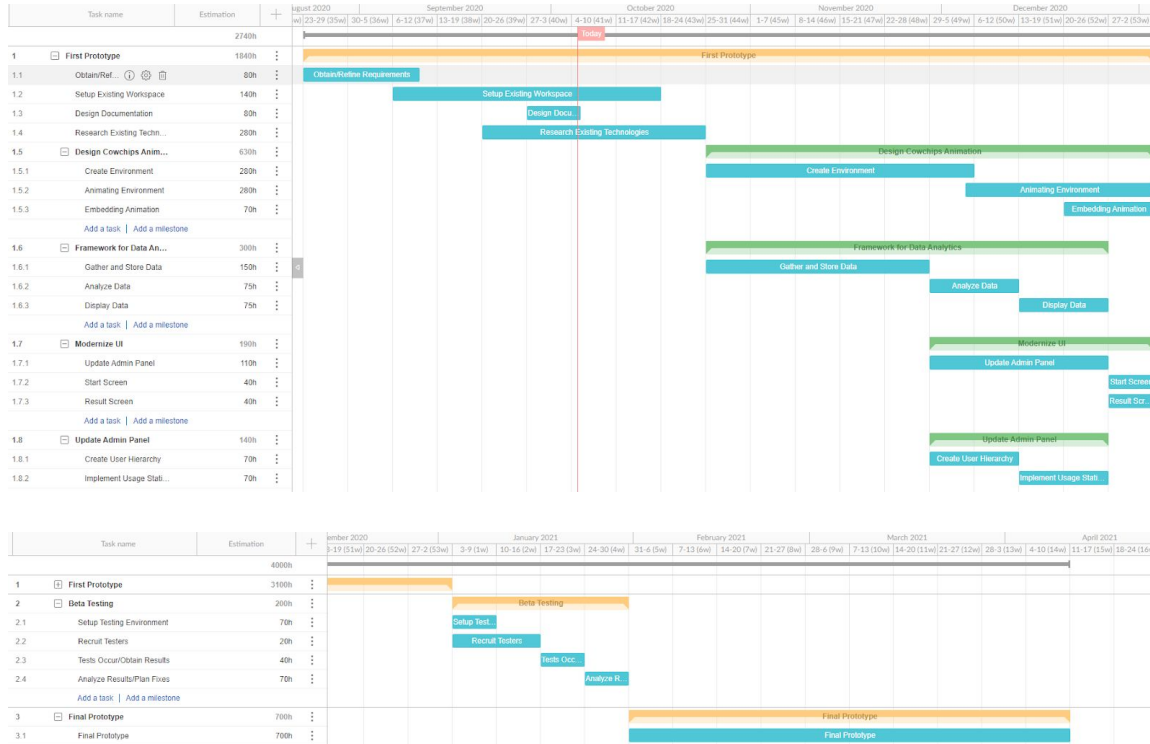 Task name Estimation ugust 2020 September 2020 October 2020 November 2020 December 2020
w) 23-29 (35w) 30-5 (36w) 6-12 (37w) 13-19 (38w) 20-26 (39w) 27-3 (40w) 4-10 (41w) 11-17 (42w) 18-24 (43w) 25-31 (44w) 1-7 (45w) 8-14 (46w) 15-21 (47w) 22-28 (48w) 29-5 (49w) 6-12 (50w) 13-19 (51w) 20-26 (52w) 27-2 (53w)
2740h Today
1 First Prototype 1840h First Prototype
1.1 Obtain/Ref... 80h Obtain/Refine Requirements
1.2 Setup Existing Workspace 140h Setup Existing Workspace
1.3 Design Documentation 80h Design Docu...
1.4 Research Existing Techn... 280h Research Existing Technologies
1.5 Design Cowchips Anim... 630h Design Cowchips Animation
1.5.1 Create Environment 280h Create Environment
1.5.2 Animating Environment 280h Animating Environment
1.5.3 Embedding Animation 70h Embedding Animation
Add a task | Add a milestone
1.6 Framework for Data An... 300h Framework for Data Analytics
1.6.1 Gather and Store Data 150h Gather and Store Data
1.6.2 Analyze Data 75h Analyze Data
1.6.3 Display Data 75h Display Data
Add a task | Add a milestone
1.7 Modernize UI 190h Modernize UI
1.7.1 Update Admin Panel 110h Update Admin Panel
1.7.2 Start Screen 40h Start Screen
1.7.3 Result Screen 40h Result Scr...
Add a task | Add a milestone
1.8 Update Admin Panel 140h Update Admin Panel
1.8.1 Create User Hierarchy 70h Create User Hierarchy
1.8.2 Implement Usage Stati... 70h Implement Usage Stati...
Task name Estimation ember 2020 January 2021 February 2021 March 2021 April 2021
3-19 (51w) 20-26 (52w) 27-2 (53w) 3-9 (1w) 10-16 (2w) 17-23 (3w) 24-30 (4w) 31-6 (5w) 7-13 (6w) 14-20 (7w) 21-27 (8w) 28-6 (9w) 7-13 (10w) 14-20 (11w) 21-27 (12w) 28-3 (13w) 4-10 (14w) 11-17 (15w) 18-24 (16
4000h
1 First Prototype 3100h
2 Beta Testing 200h Beta Testing
2.1 Setup Testing Environment 70h Setup Test...
2.2 Recruit Testers 20h Recruit Testers
2.3 Tests Occur/Obtain Results 40h Tests Occ...
2.4 Analyze Results/Plan Fixes 70h Analyze R...
Add a task | Add a milestone
3 Final Prototype 700h Final Prototype
3.1 Final Prototype 700h Final Prototype